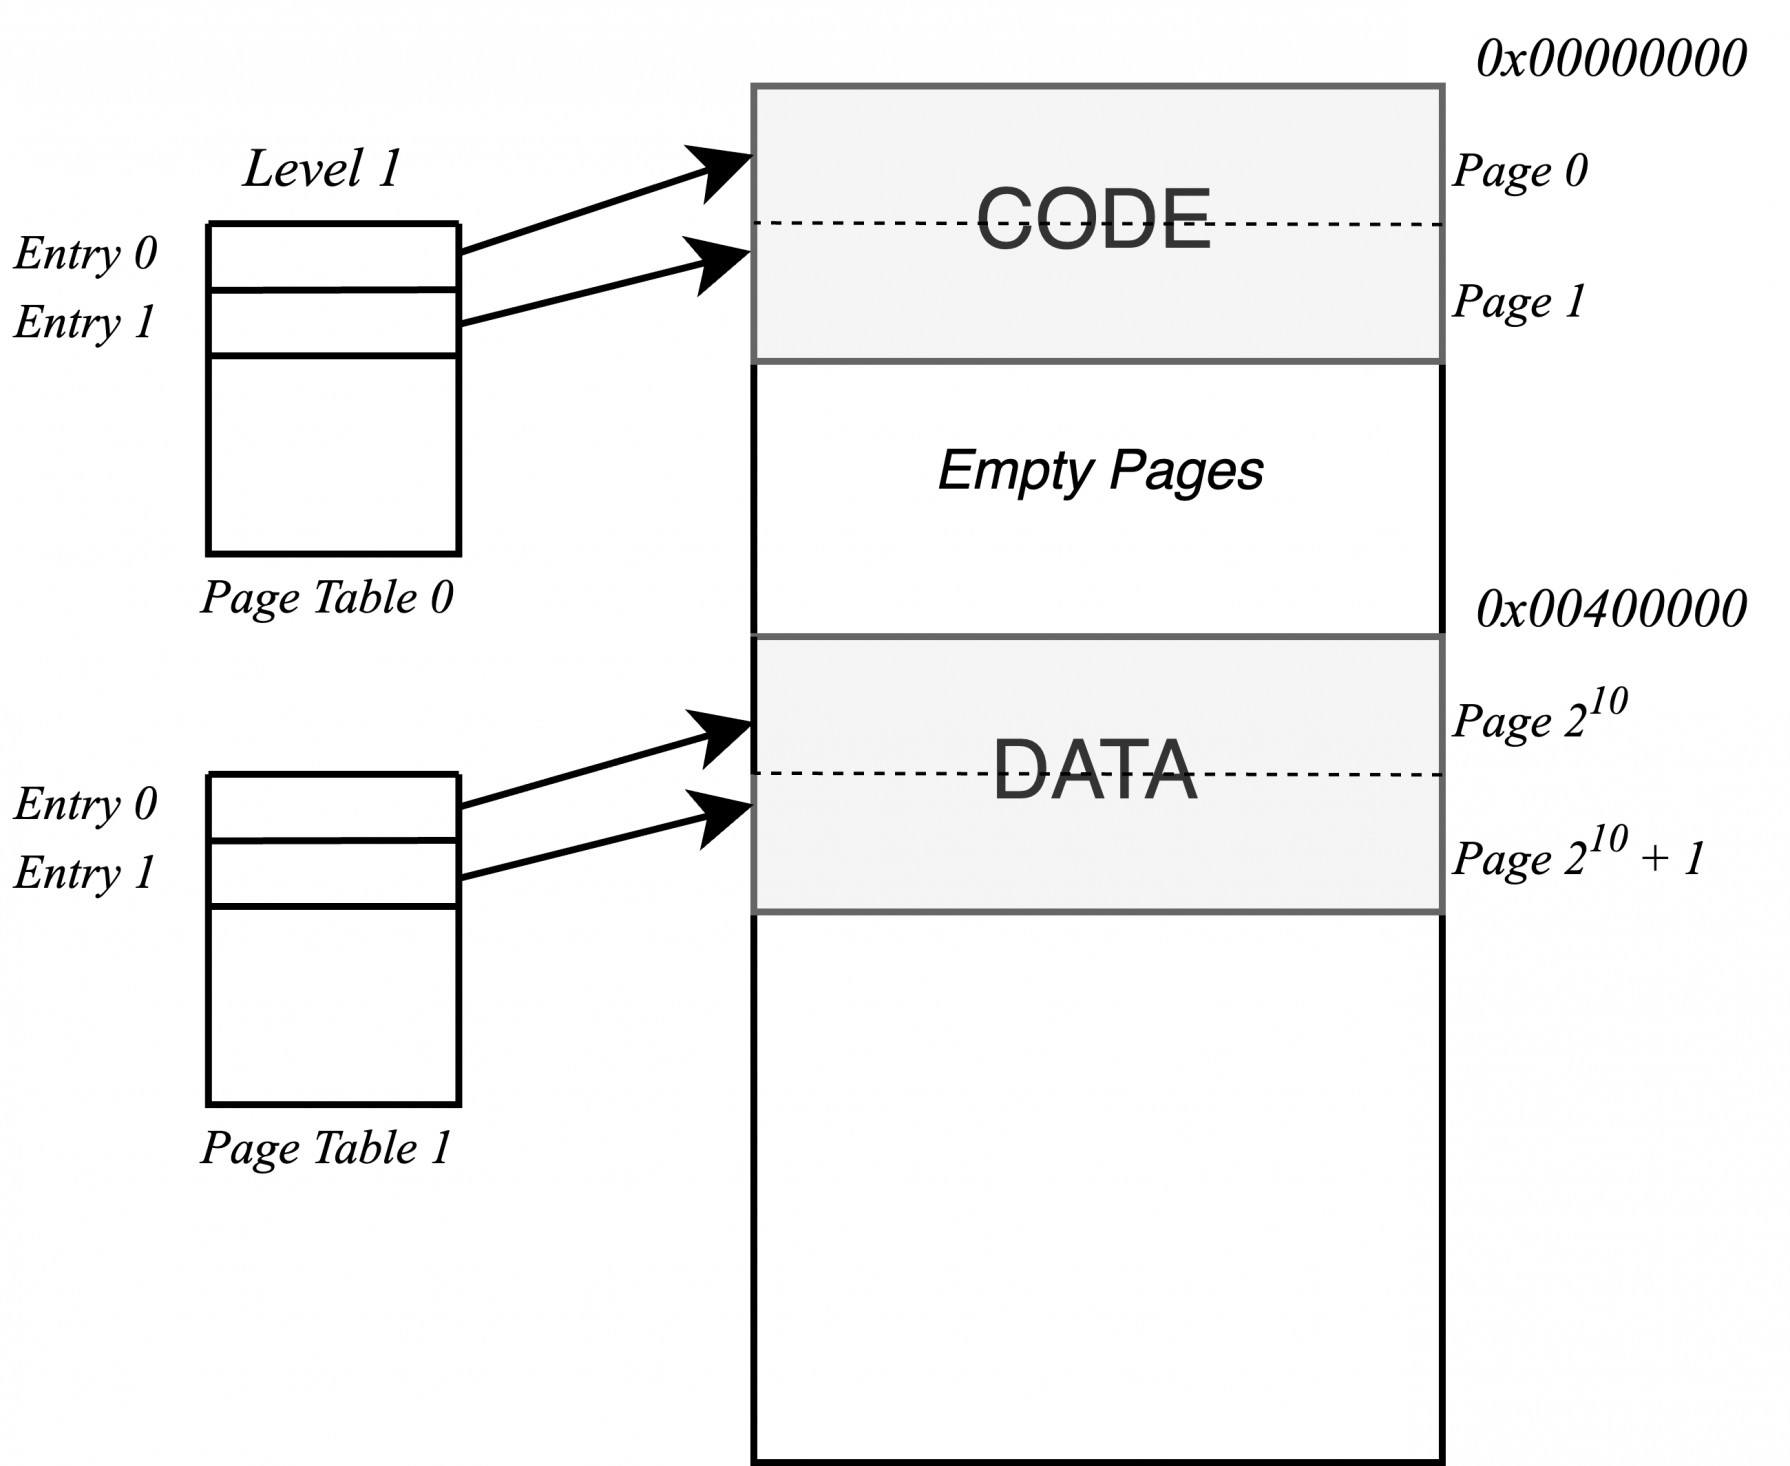 0x00000000
Level 1
Page 0
CODE
Entry 0
Entry 1
Page 1
Empty Pages
Page Table 0
0x00400000
Page 2^10
DATA
Entry 0
Entry 1
Page 2^10 + 1
Page Table 1